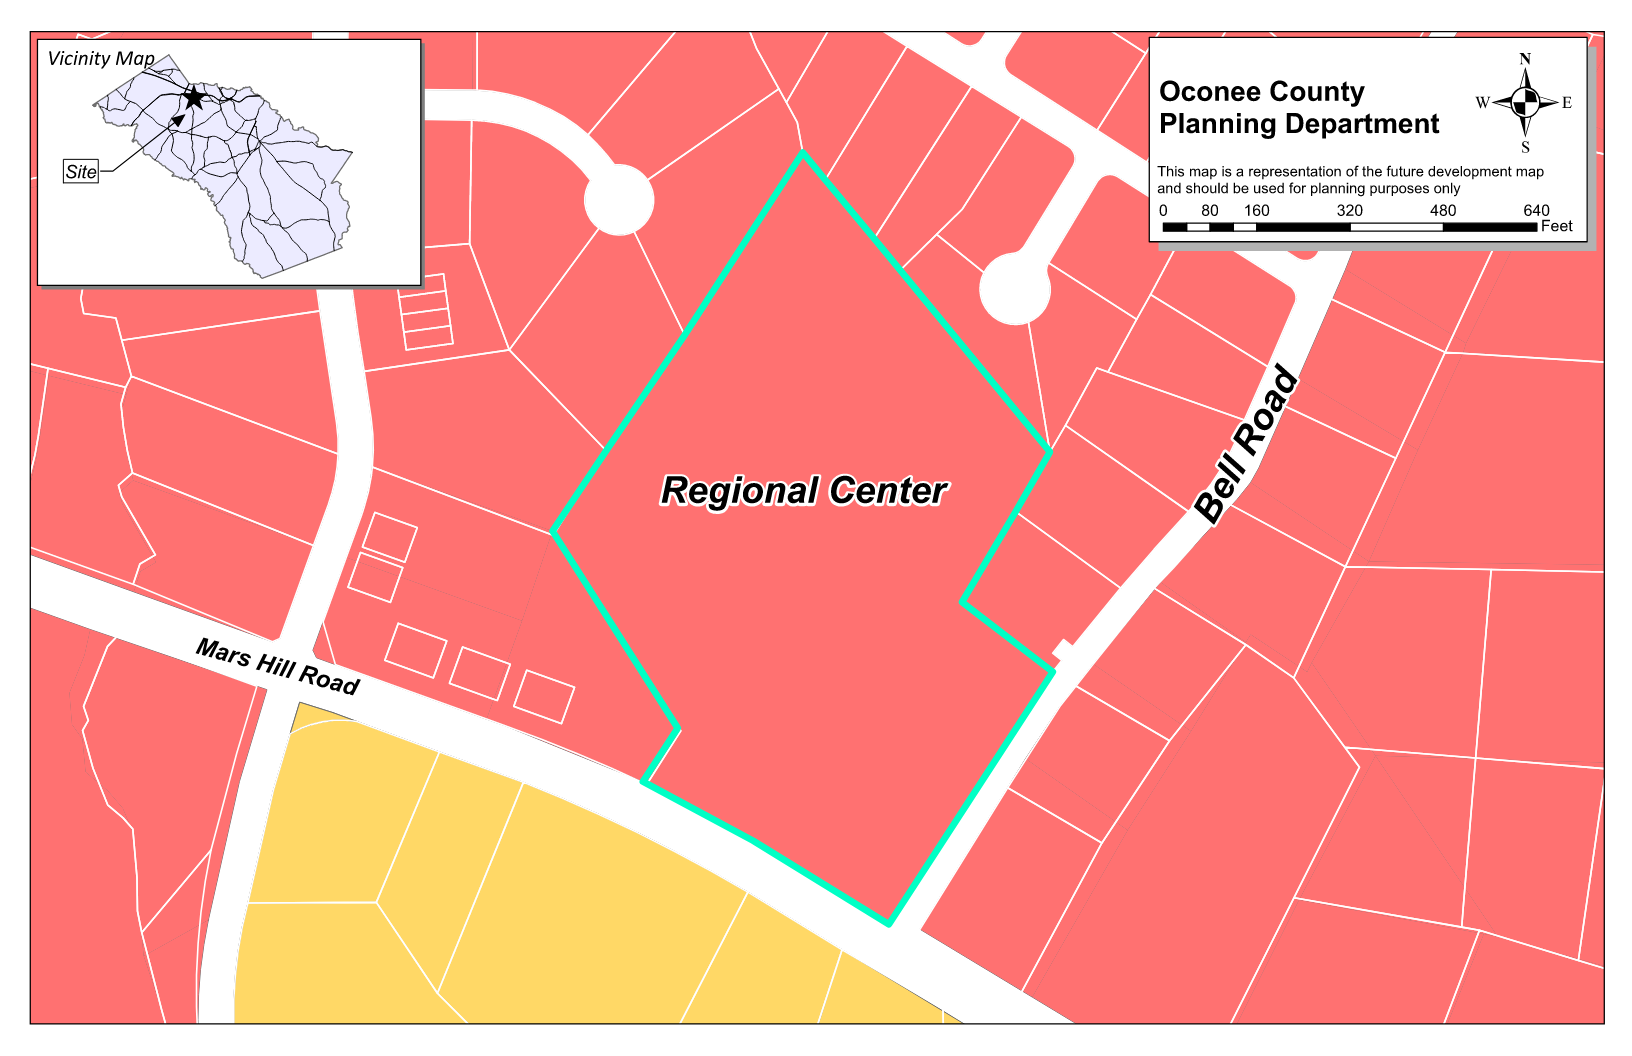 Vicinity Map
Site
Oconee County
Planning Department
N
W E
S
This map is a representation of the future development map
and should be used for planning purposes only
0 80 160 320 480 640
Feet
Regional Center
Bell Road
Mars Hill Road